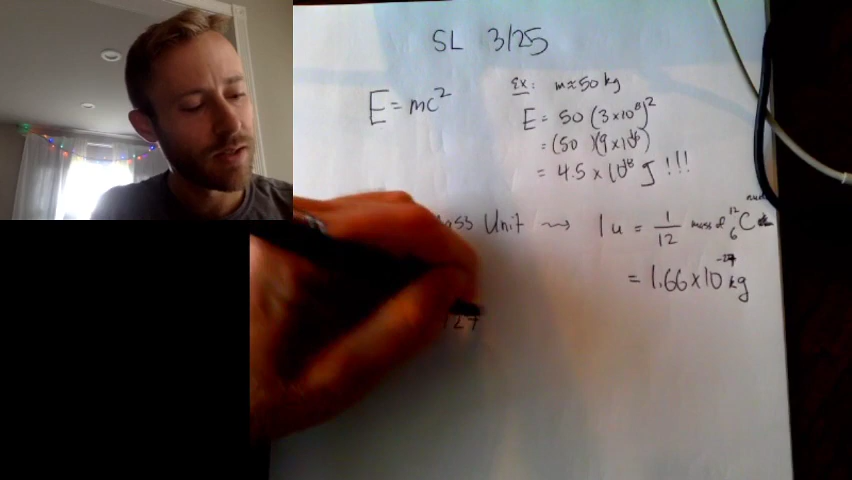 SL 3/25
E = mc²
Ex: m≈50 kg
E = 50 (3×10⁸)²
= (50)(9×10¹⁶)
= 4.5×10¹⁸ J!!!
Unit ⇝ 1 u = 1/12 mass of ¹²₆C
= 1.66×10⁻²⁷ kg
27